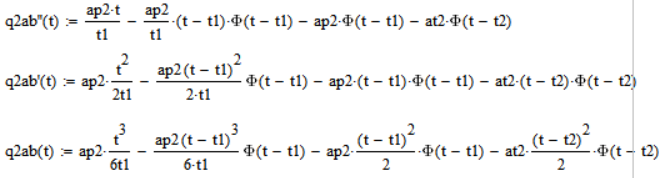 q2ab''(t) := ap2·t/t1 − ap2/t1·(t − t1)·Φ(t − t1) − ap2·Φ(t − t1) − at2·Φ(t − t2)
q2ab'(t) := ap2·t²/2t1 − ap2(t − t1)²/2·t1 Φ(t − t1) − ap2·(t − t1)·Φ(t − t1) − at2·(t − t2)·Φ(t − t2)
q2ab(t) := ap2·t³/6t1 − ap2(t − t1)³/6·t1 Φ(t − t1) − ap2·(t − t1)²/2·Φ(t − t1) − at2·(t − t2)²/2·Φ(t − t2)